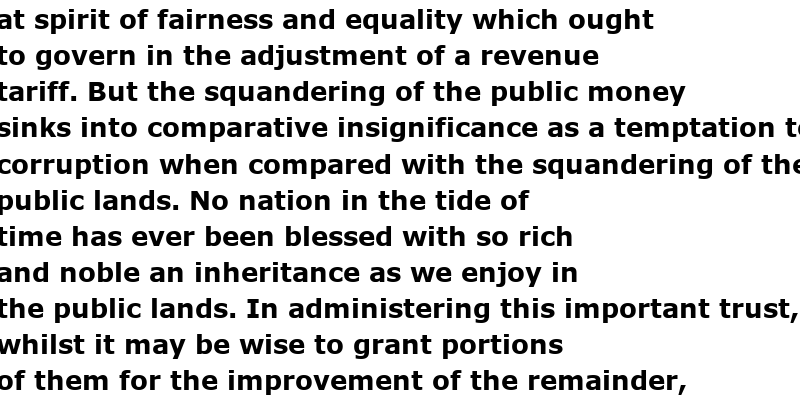 at spirit of fairness and equality which ought
to govern in the adjustment of a revenue
tariff. But the squandering of the public money
sinks into comparative insignificance as a temptation to
corruption when compared with the squandering of the
public lands. No nation in the tide of
time has ever been blessed with so rich
and noble an inheritance as we enjoy in
the public lands. In administering this important trust,
whilst it may be wise to grant portions
of them for the improvement of the remainder,